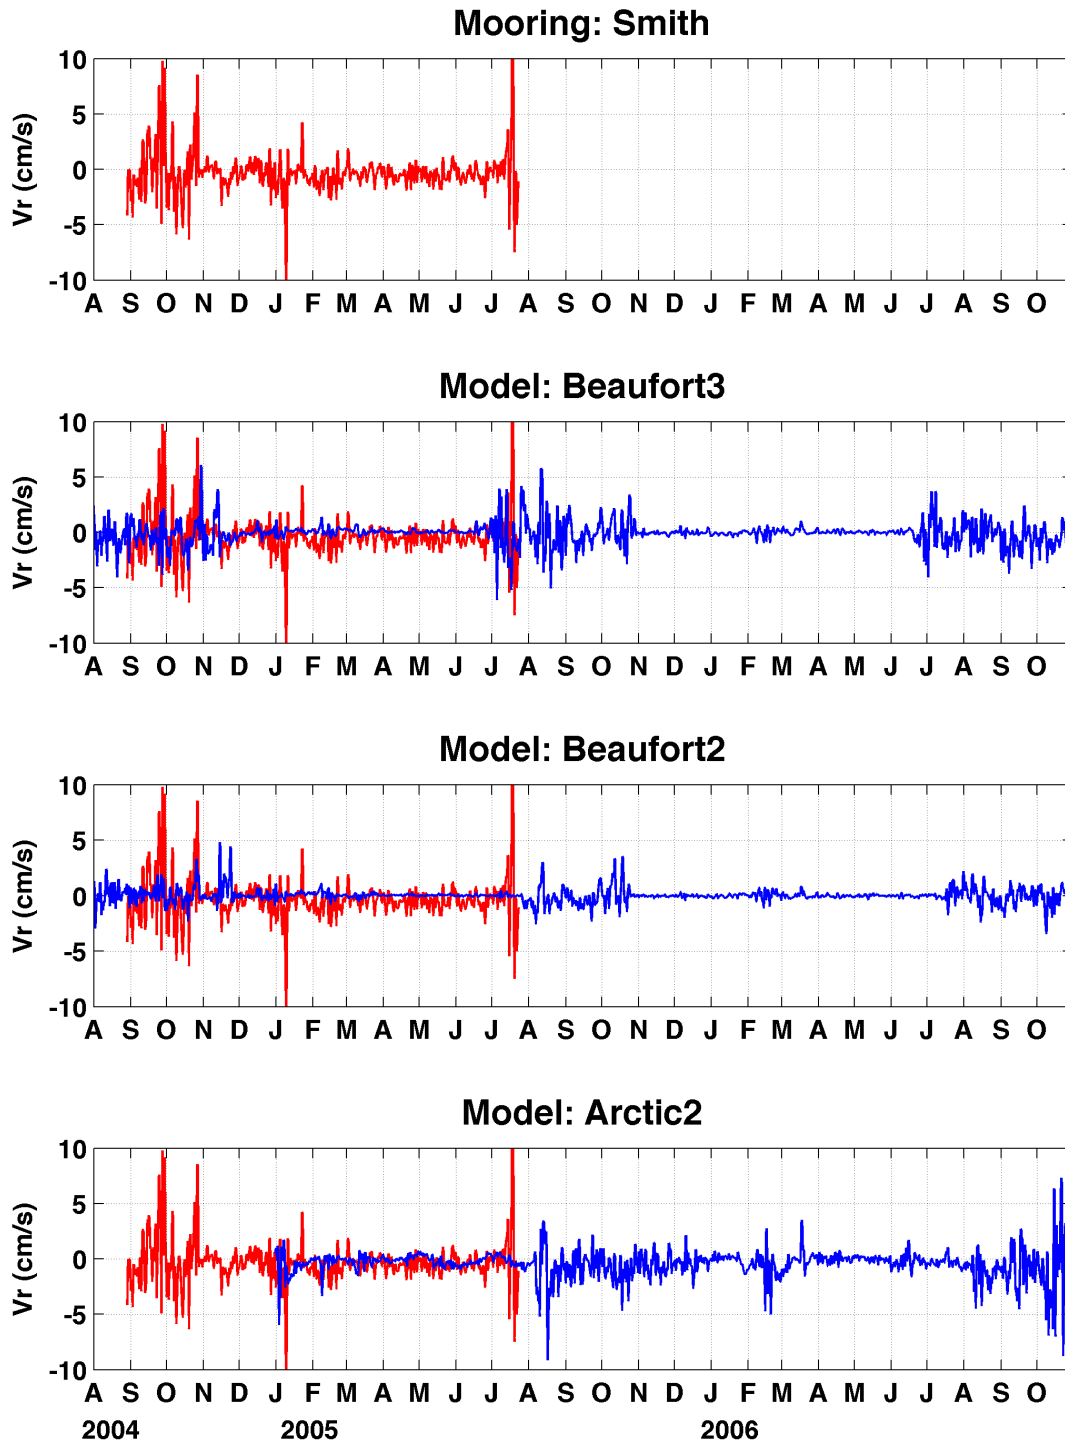 Mooring: Smith
10
5
0
-5
-10
Vr (cm/s)
A S O N D J F M A M J J A S O N D J F M A M J J A S O
Model: Beaufort3
10
5
0
-5
-10
Vr (cm/s)
A S O N D J F M A M J J A S O N D J F M A M J J A S O
Model: Beaufort2
10
5
0
-5
-10
Vr (cm/s)
A S O N D J F M A M J J A S O N D J F M A M J J A S O
Model: Arctic2
10
5
0
-5
-10
Vr (cm/s)
A S O N D J F M A M J J A S O N D J F M A M J J A S O
2004 2005 2006